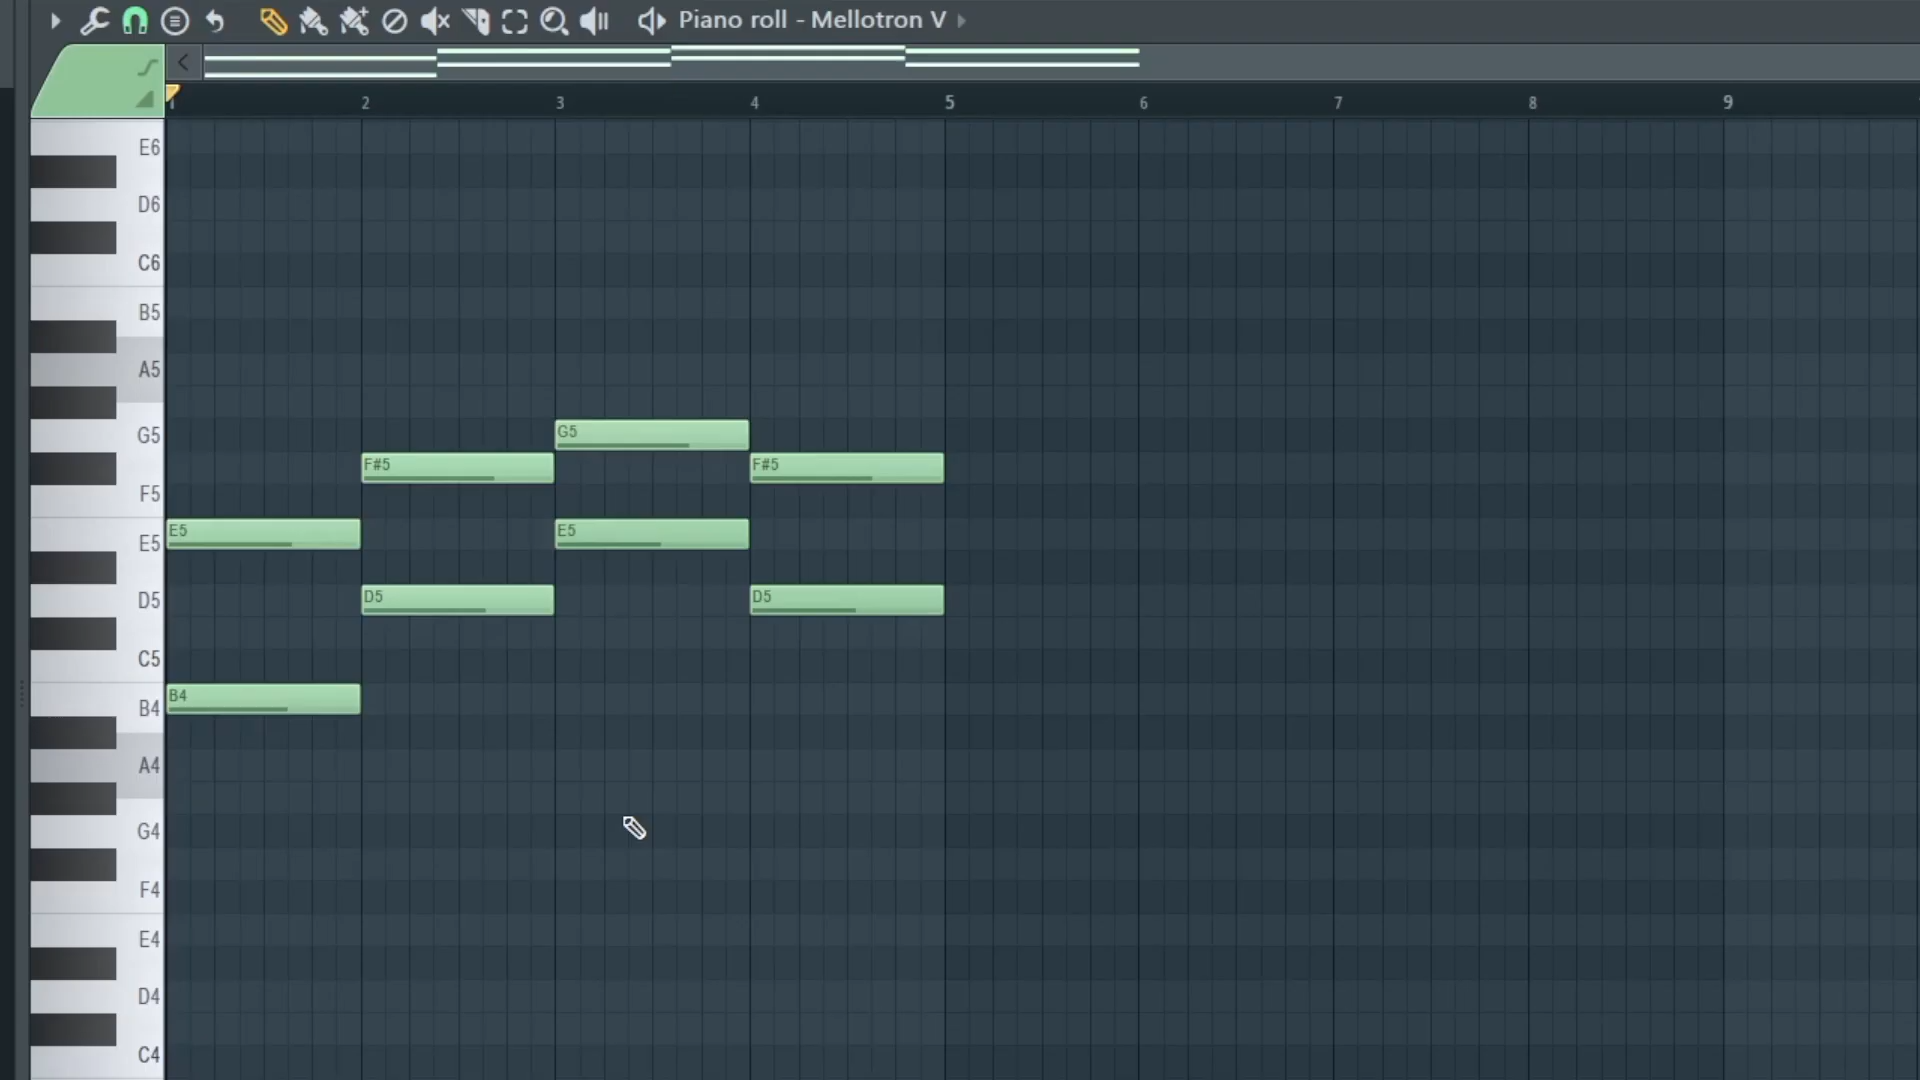 Piano roll - Mellotron V
1 2 3 4 5 6 7 8 9
E6
D6
C6
B5
A5
G5 G5
F#5 F#5
F5
E5 E5 E5
D5 D5 D5
C5
B4 B4
A4
G4
F4
E4
D4
C4